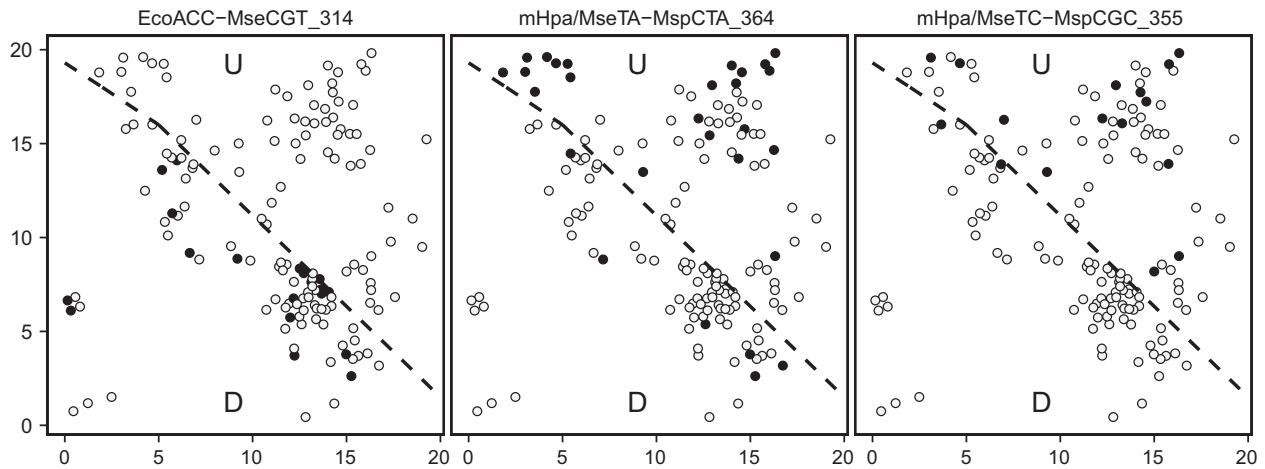 EcoACC−MseCGT_314 mHpa/MseTA−MspCTA_364 mHpa/MseTC−MspCGC_355
20
U U U
15
10
5
D D D
0
0 5 10 15 20 0 5 10 15 20 0 5 10 15 20